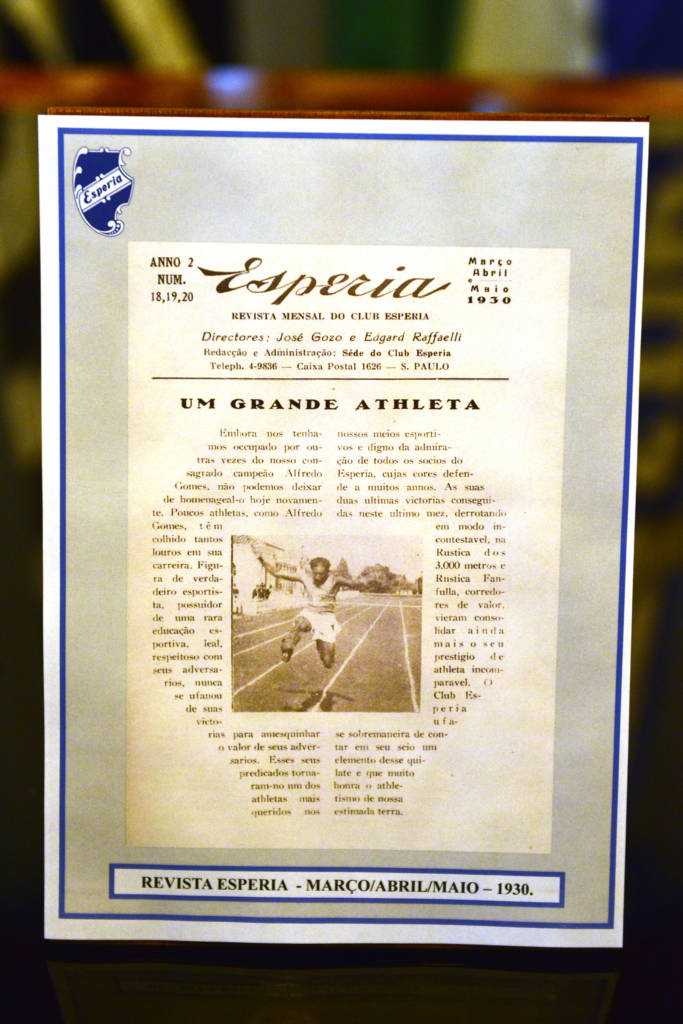 Esperia
ANNO 2
NUM.
18,19,20
Esperia
Março
Abril
e
Maio
1930
REVISTA MENSAL DO CLUB ESPERIA
Directores: José Gozo e Edgard Raffaelli
Redacção e Administração: Séde do Club Esperia
Teleph. 4-9836 — Caixa Postal 1626 — S. PAULO
UM GRANDE ATHLETA
Embora nos tenha-
mos occupado por ou-
tras vezes do nosso con-
sagrado campeão Alfredo
Gomes, não podemos deixar
de homenageal-o hoje novamen-
te. Poucos athletas, como Alfredo
Gomes, têm
colhido tantos
louros em sua
carreira. Figu-
ra de verda-
deiro esportis-
ta, possuidor
de uma rara
educação es-
portiva, leal,
respeitoso com
seus adversa-
rios, nunca
se ufanou
de suas
victo-
rias para amesquinhar
o valor de seus adver-
sarios. Esses seus
predicados torna-
ram-no um dos
athletas mais
queridos nos
nossos meios esporti-
vos e digno da admira-
ção de todos os socios do
Esperia, cujas cores defen-
de a muitos annos. As suas
duas ultimas victorias consegui-
das neste ultimo mez, derrotando
em modo in-
contestavel, na
Rustica dos
3.000 metros e
Rustica Fan-
fulla, corredo-
res de valor,
vieram conso-
lidar ainda
mais o seu
prestigio de
athleta incom-
paravel. O
Club Es-
peria
ufa-
se sobremaneira de con-
tar em seu seio um
elemento desse qui-
late e que muito
honra o athle-
tismo de nossa
estimada terra.
REVISTA ESPERIA - MARÇO/ABRIL/MAIO – 1930.